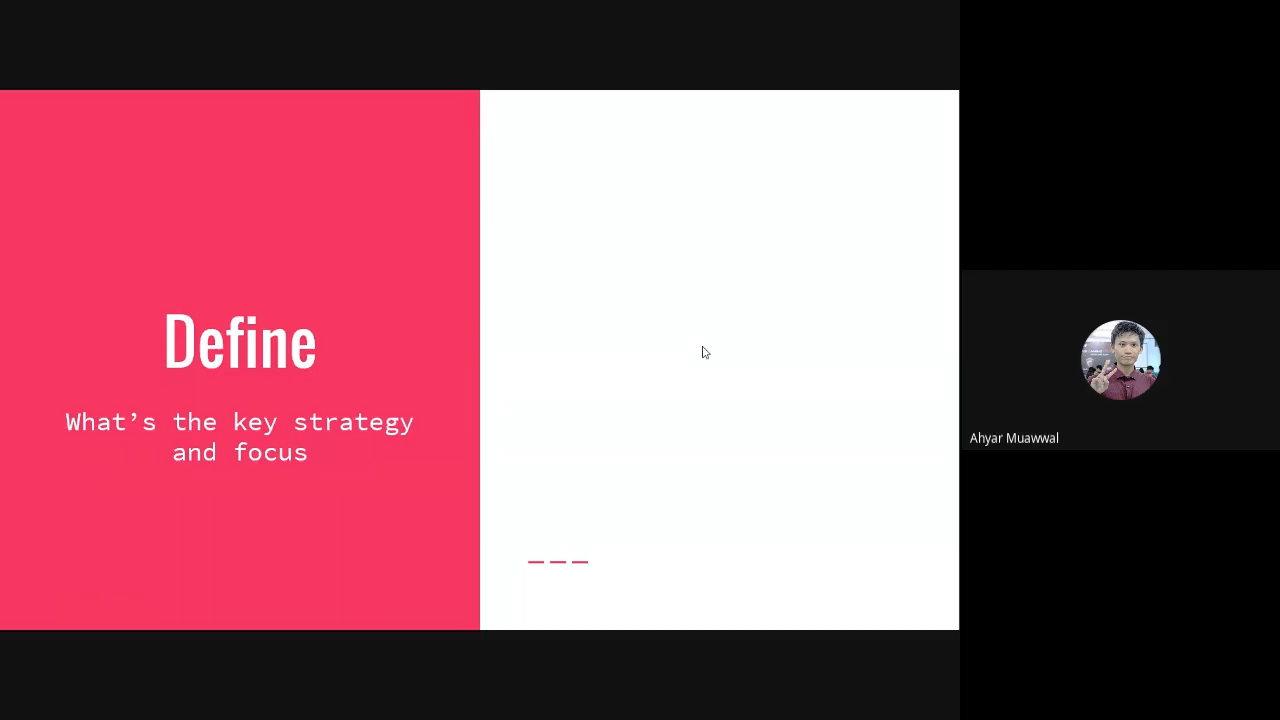 Define
What’s the key strategy
and focus
Ahyar Muawwal